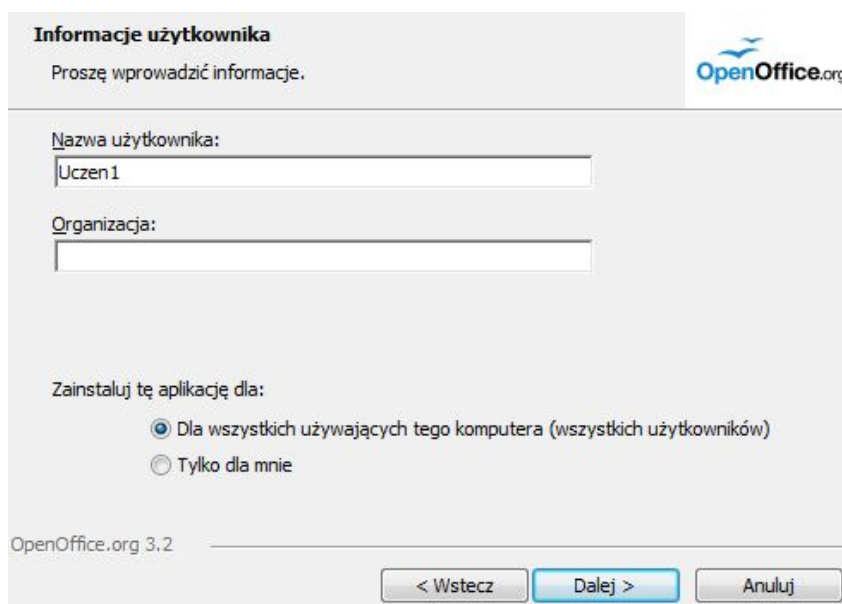 Informacje użytkownika
Proszę wprowadzić informacje.
OpenOffice.org
Nazwa użytkownika:
Uczen1
Organizacja:
Zainstaluj tę aplikację dla:
Dla wszystkich używających tego komputera (wszystkich użytkowników)
Tylko dla mnie
OpenOffice.org 3.2
< Wstecz
Dalej >
Anuluj